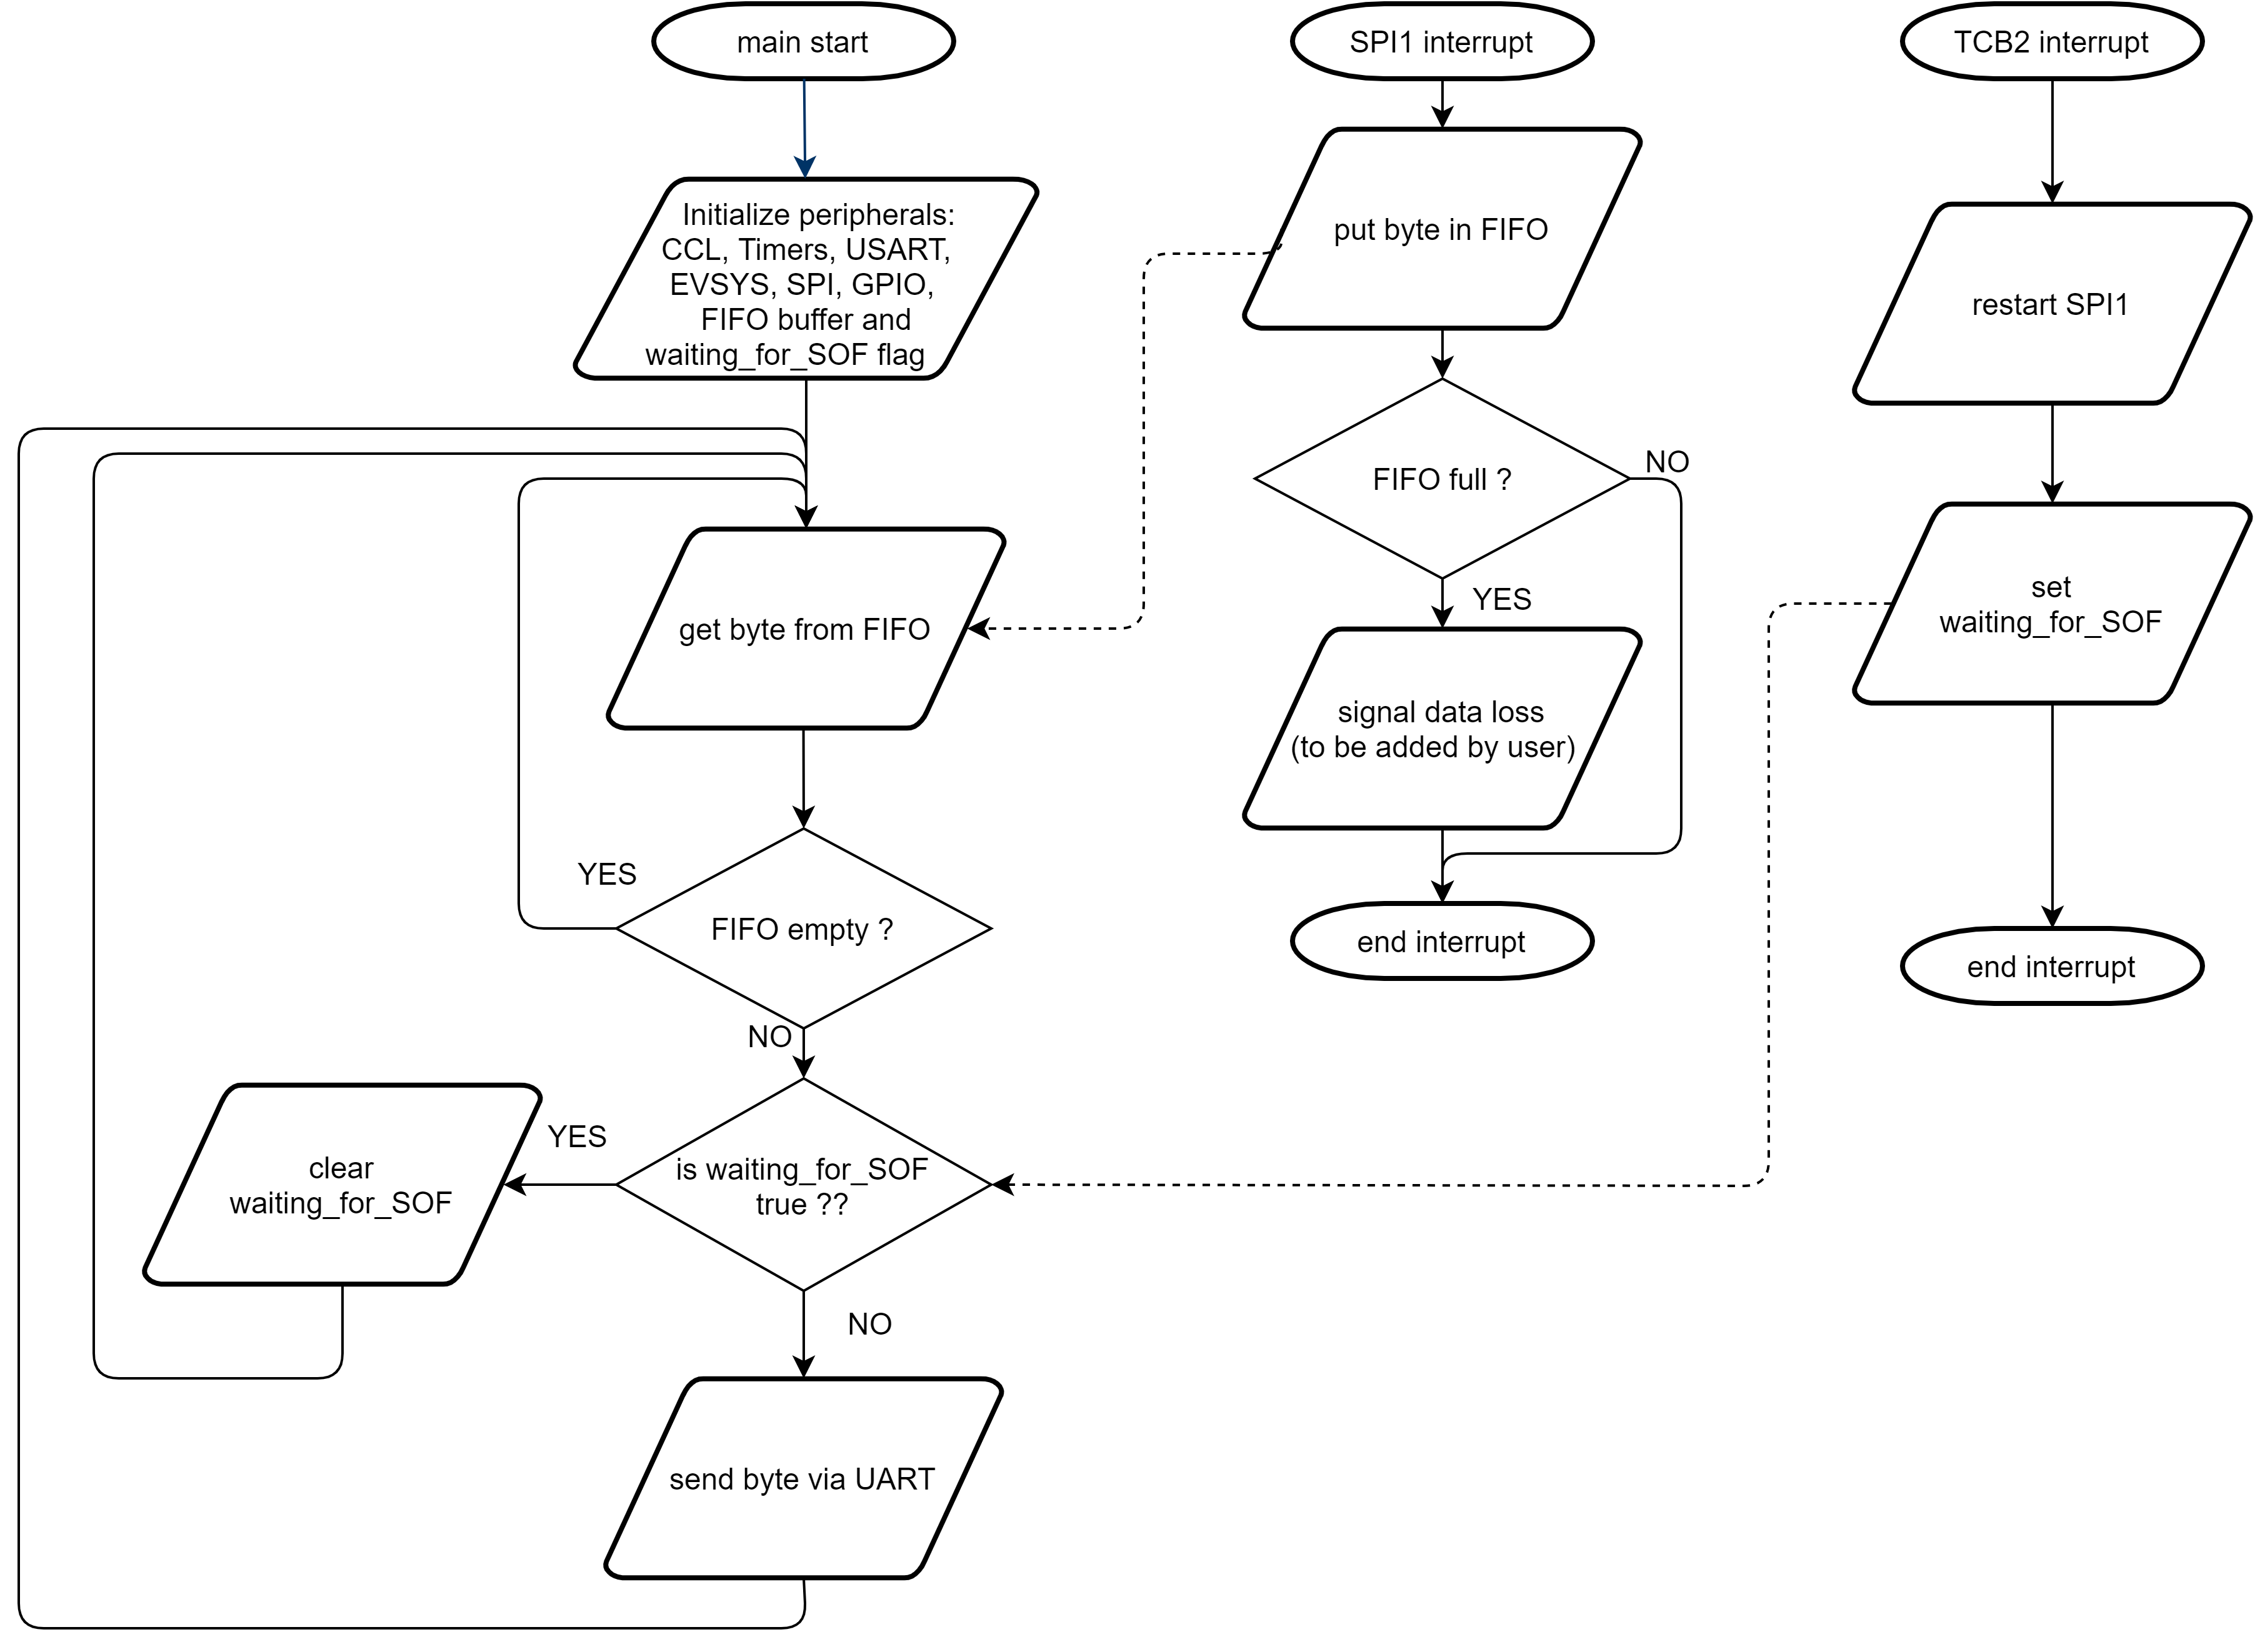 main start
Initialize peripherals:
CCL, Timers, USART,
EVSYS, SPI, GPIO,
FIFO buffer and
waiting_for_SOF flag
get byte from FIFO
FIFO empty ?
YES
NO
is waiting_for_SOF
true ??
YES
clear
waiting_for_SOF
NO
send byte via UART
SPI1 interrupt
put byte in FIFO
FIFO full ?
NO
YES
signal data loss
(to be added by user)
end interrupt
TCB2 interrupt
restart SPI1
set
waiting_for_SOF
end interrupt